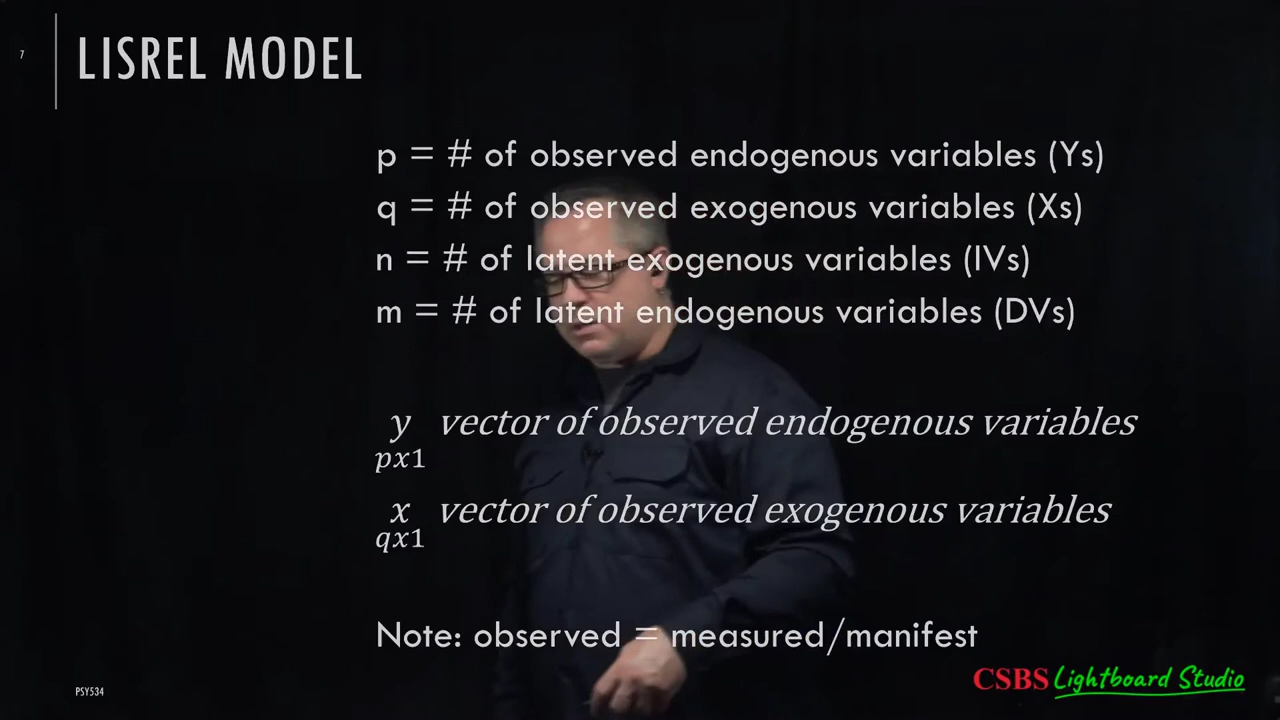 7
LISREL MODEL
p = # of observed endogenous variables (Ys)
q = # of observed exogenous variables (Xs)
n = # of latent exogenous variables (IVs)
m = # of latent endogenous variables (DVs)
y vector of observed endogenous variables
px1
x vector of observed exogenous variables
qx1
Note: observed = measured/manifest
CSBS Lightboard Studio
PSY534